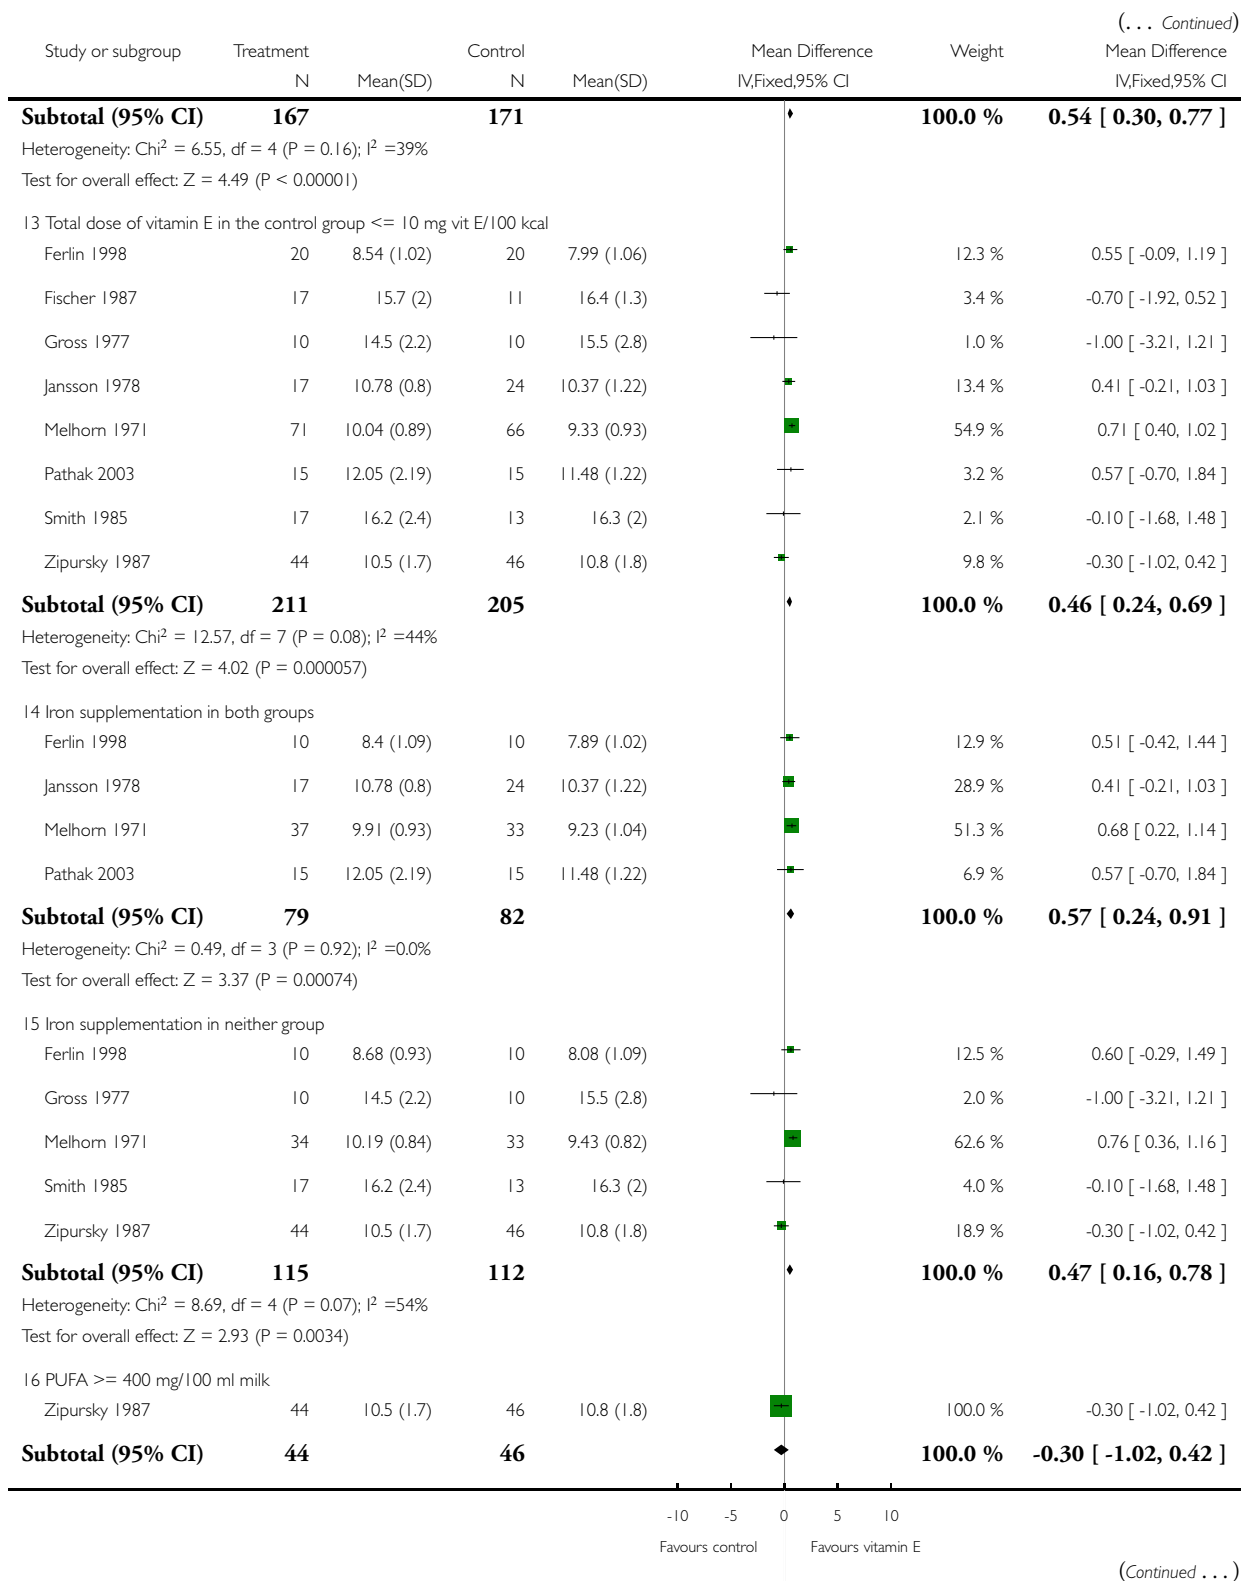 (... Continued)
Study or subgroup Treatment Control Mean Difference Weight Mean Difference
N Mean(SD) N Mean(SD) IV,Fixed,95% CI IV,Fixed,95% CI
Subtotal (95% CI) 167 171 100.0 % 0.54 [ 0.30, 0.77 ]
Heterogeneity: Chi² = 6.55, df = 4 (P = 0.16); I² =39%
Test for overall effect: Z = 4.49 (P < 0.00001)
13 Total dose of vitamin E in the control group <= 10 mg vit E/100 kcal
Ferlin 1998 20 8.54 (1.02) 20 7.99 (1.06) 12.3 % 0.55 [ -0.09, 1.19 ]
Fischer 1987 17 15.7 (2) 11 16.4 (1.3) 3.4 % -0.70 [ -1.92, 0.52 ]
Gross 1977 10 14.5 (2.2) 10 15.5 (2.8) 1.0 % -1.00 [ -3.21, 1.21 ]
Jansson 1978 17 10.78 (0.8) 24 10.37 (1.22) 13.4 % 0.41 [ -0.21, 1.03 ]
Melhorn 1971 71 10.04 (0.89) 66 9.33 (0.93) 54.9 % 0.71 [ 0.40, 1.02 ]
Pathak 2003 15 12.05 (2.19) 15 11.48 (1.22) 3.2 % 0.57 [ -0.70, 1.84 ]
Smith 1985 17 16.2 (2.4) 13 16.3 (2) 2.1 % -0.10 [ -1.68, 1.48 ]
Zipursky 1987 44 10.5 (1.7) 46 10.8 (1.8) 9.8 % -0.30 [ -1.02, 0.42 ]
Subtotal (95% CI) 211 205 100.0 % 0.46 [ 0.24, 0.69 ]
Heterogeneity: Chi² = 12.57, df = 7 (P = 0.08); I² =44%
Test for overall effect: Z = 4.02 (P = 0.000057)
14 Iron supplementation in both groups
Ferlin 1998 10 8.4 (1.09) 10 7.89 (1.02) 12.9 % 0.51 [ -0.42, 1.44 ]
Jansson 1978 17 10.78 (0.8) 24 10.37 (1.22) 28.9 % 0.41 [ -0.21, 1.03 ]
Melhorn 1971 37 9.91 (0.93) 33 9.23 (1.04) 51.3 % 0.68 [ 0.22, 1.14 ]
Pathak 2003 15 12.05 (2.19) 15 11.48 (1.22) 6.9 % 0.57 [ -0.70, 1.84 ]
Subtotal (95% CI) 79 82 100.0 % 0.57 [ 0.24, 0.91 ]
Heterogeneity: Chi² = 0.49, df = 3 (P = 0.92); I² =0.0%
Test for overall effect: Z = 3.37 (P = 0.00074)
15 Iron supplementation in neither group
Ferlin 1998 10 8.68 (0.93) 10 8.08 (1.09) 12.5 % 0.60 [ -0.29, 1.49 ]
Gross 1977 10 14.5 (2.2) 10 15.5 (2.8) 2.0 % -1.00 [ -3.21, 1.21 ]
Melhorn 1971 34 10.19 (0.84) 33 9.43 (0.82) 62.6 % 0.76 [ 0.36, 1.16 ]
Smith 1985 17 16.2 (2.4) 13 16.3 (2) 4.0 % -0.10 [ -1.68, 1.48 ]
Zipursky 1987 44 10.5 (1.7) 46 10.8 (1.8) 18.9 % -0.30 [ -1.02, 0.42 ]
Subtotal (95% CI) 115 112 100.0 % 0.47 [ 0.16, 0.78 ]
Heterogeneity: Chi² = 8.69, df = 4 (P = 0.07); I² =54%
Test for overall effect: Z = 2.93 (P = 0.0034)
16 PUFA >= 400 mg/100 ml milk
Zipursky 1987 44 10.5 (1.7) 46 10.8 (1.8) 100.0 % -0.30 [ -1.02, 0.42 ]
Subtotal (95% CI) 44 46 100.0 % -0.30 [ -1.02, 0.42 ]
-10 -5 0 5 10
Favours control Favours vitamin E
(Continued ...)